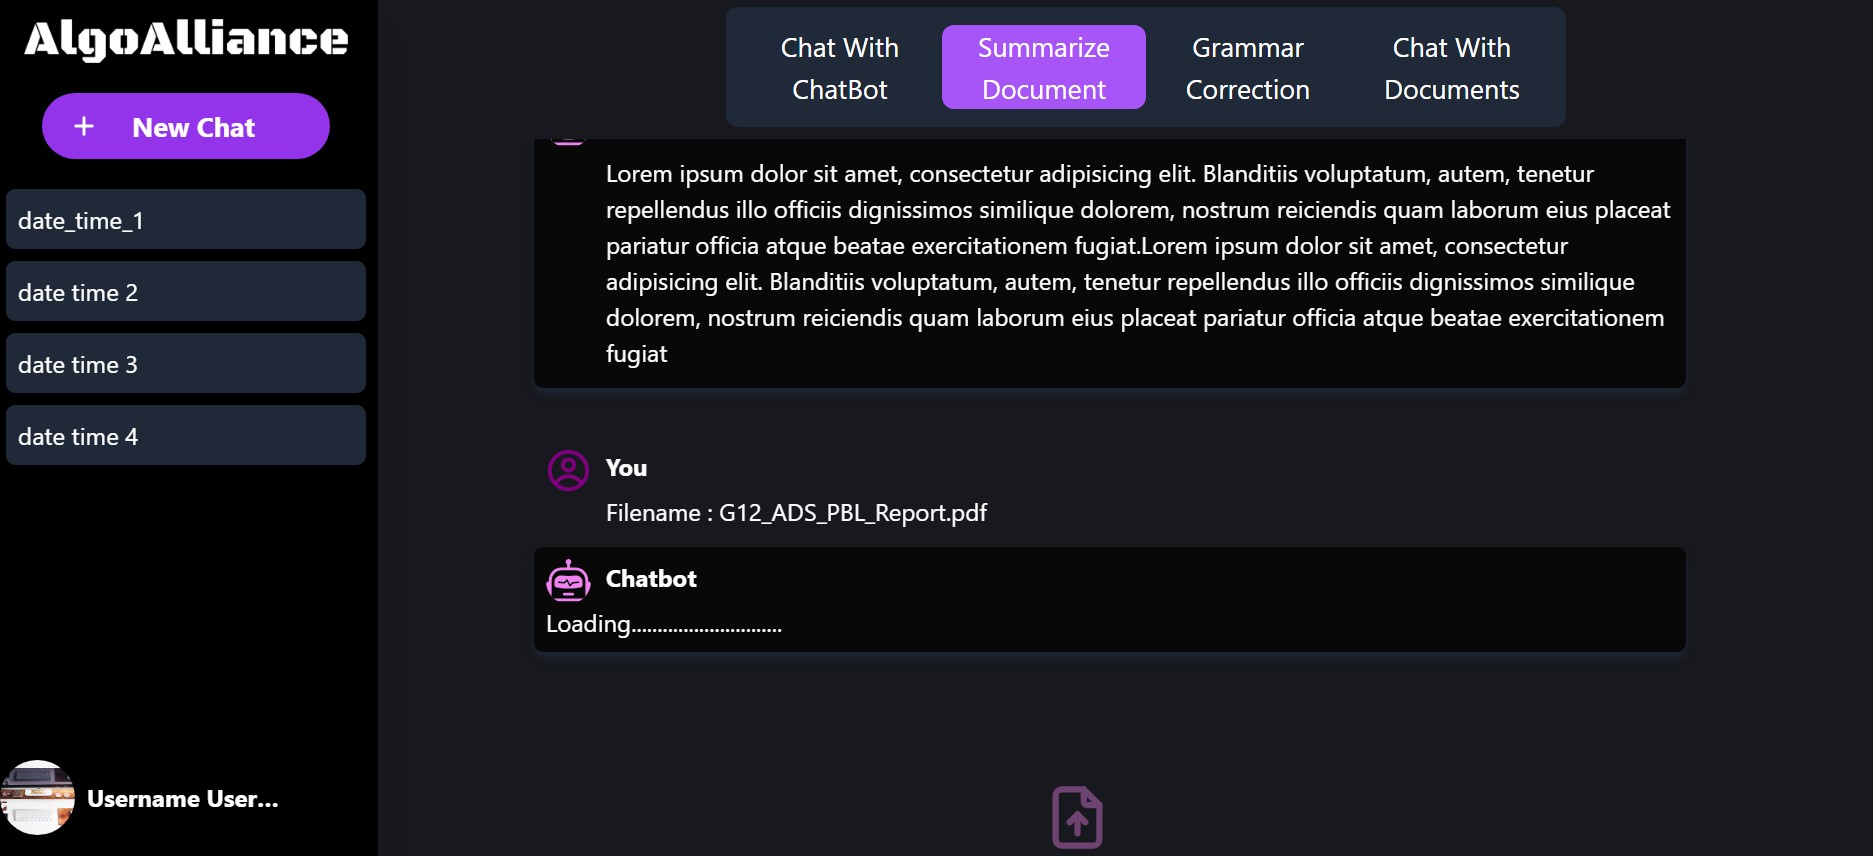 AlgoAlliance
+ New Chat
date_time_1
date time 2
date time 3
date time 4
Username User...
Chat With
ChatBot
Summarize
Document
Grammar
Correction
Chat With
Documents
Lorem ipsum dolor sit amet, consectetur adipisicing elit. Blanditiis voluptatum, autem, tenetur
repellendus illo officiis dignissimos similique dolorem, nostrum reiciendis quam laborum eius placeat
pariatur officia atque beatae exercitationem fugiat.Lorem ipsum dolor sit amet, consectetur
adipisicing elit. Blanditiis voluptatum, autem, tenetur repellendus illo officiis dignissimos similique
dolorem, nostrum reiciendis quam laborum eius placeat pariatur officia atque beatae exercitationem
fugiat
You
Filename : G12_ADS_PBL_Report.pdf
Chatbot
Loading.............................